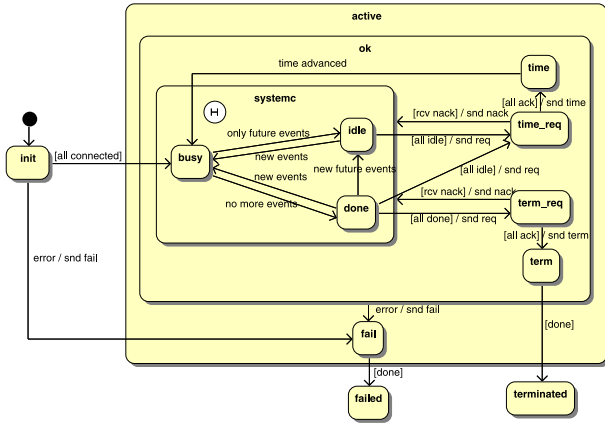 active
ok
time
time advanced
systemc
[all ack] / snd time
[rcv nack] / snd nack
H
only future events
idle
time_req
[all idle] / snd req
init
[all connected]
busy
new events
new future events
[all idle] / snd req
new events
[rcv nack] / snd nack
no more events
done
term_req
[all done] / snd req
[all ack] / snd term
error / snd fail
term
error / snd fail
fail
[done]
[done]
failed
terminated